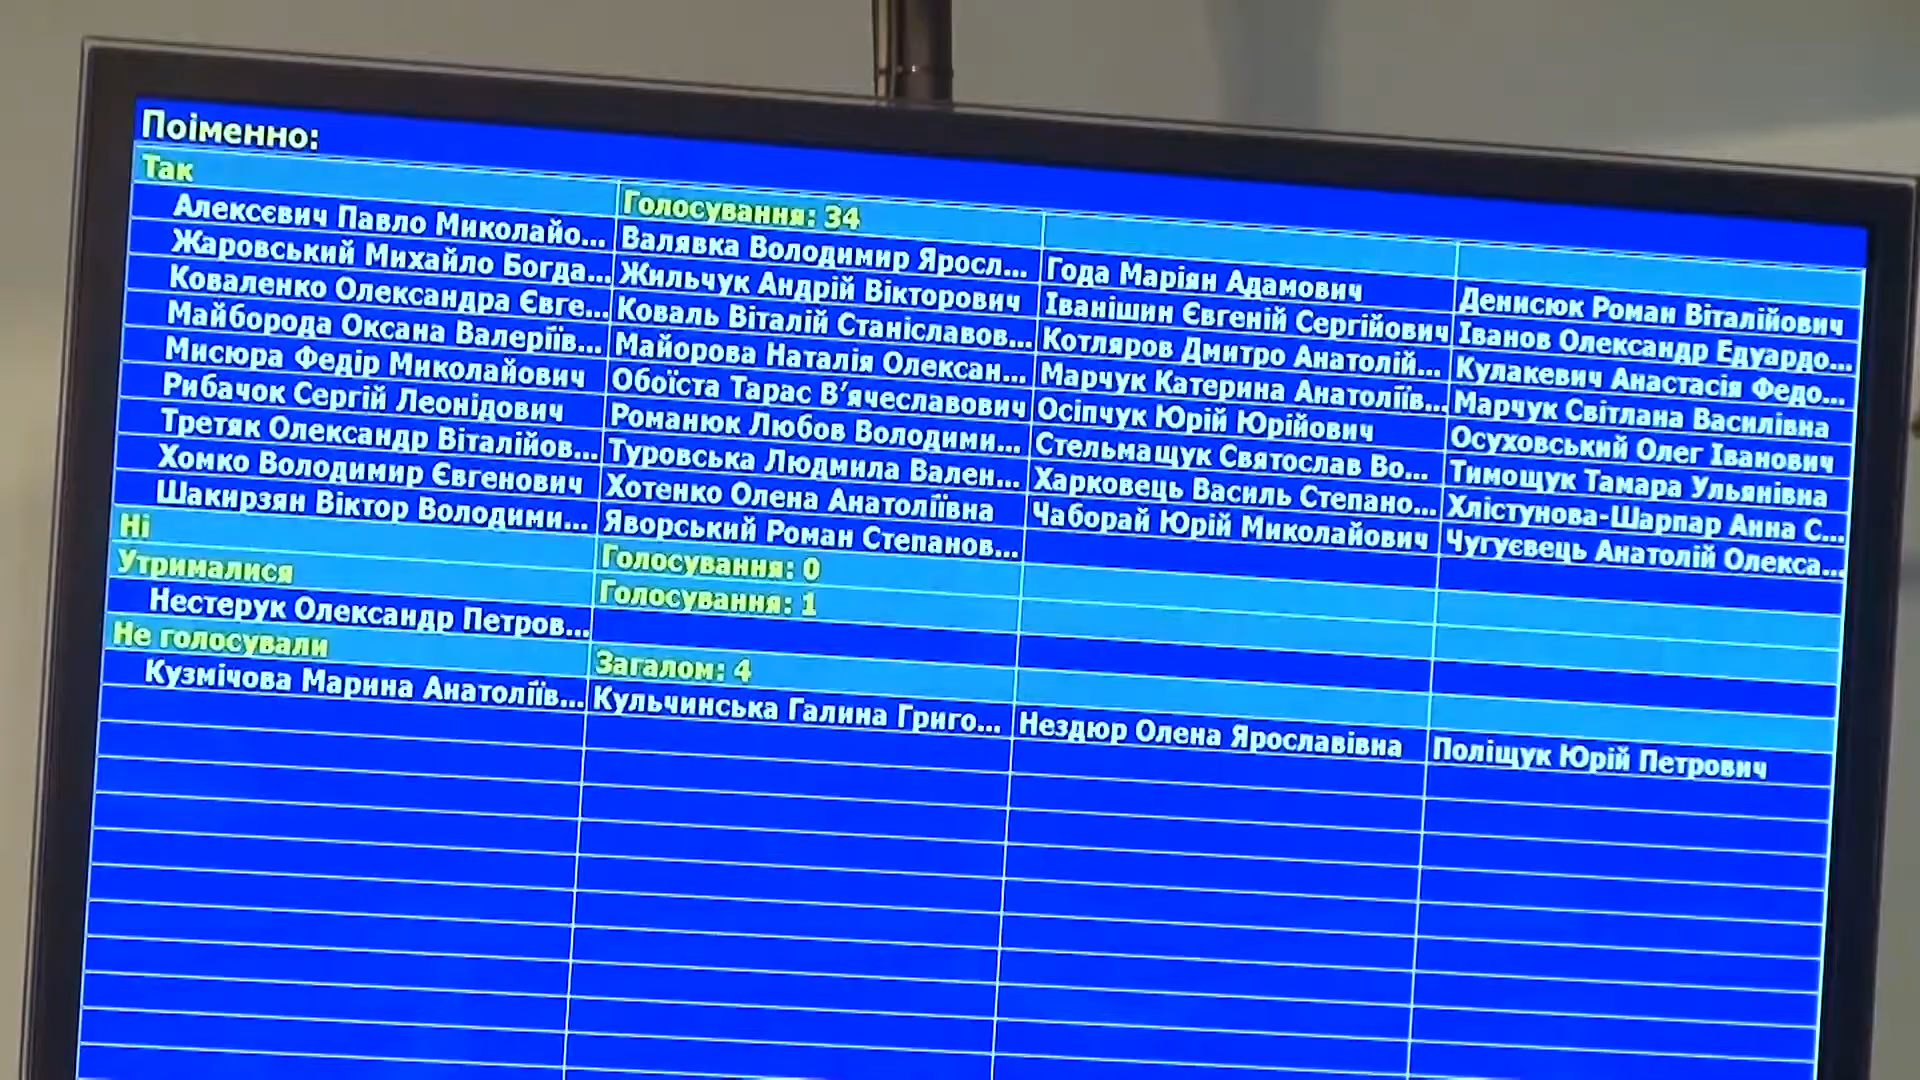 Поіменно:
Так Голосування: 34
Алексєвич Павло Миколайо... Валявка Володимир Яросл... Года Маріян Адамович Денисюк Роман Віталійович
Жаровський Михайло Богда... Жильчук Андрій Вікторович Іванішин Євгеній Сергійович Іванов Олександр Едуардо...
Коваленко Олександра Євге... Коваль Віталій Станіславов... Котляров Дмитро Анатолій... Кулакевич Анастасія Федо...
Майборода Оксана Валеріїв... Майорова Наталія Олексан... Марчук Катерина Анатоліїв... Марчук Світлана Василівна
Мисюра Федір Миколайович Обоїста Тарас В’ячеславович Осіпчук Юрій Юрійович Осуховський Олег Іванович
Рибачок Сергій Леонідович Романюк Любов Володими... Стельмащук Святослав Во... Тимощук Тамара Ульянівна
Третяк Олександр Віталійов... Туровська Людмила Вален... Харковець Василь Степано... Хлістунова-Шарпар Анна С...
Хомко Володимир Євгенович Хотенко Олена Анатоліївна Чаборай Юрій Миколайович Чугуєвець Анатолій Олекса...
Шакирзян Віктор Володими... Яворський Роман Степанов...
Ні Голосування: 0
Утрималися Голосування: 1
Нестерук Олександр Петров...
Не голосували Загалом: 4
Кузмічова Марина Анатоліїв... Кульчинська Галина Григо... Нездюр Олена Ярославівна Поліщук Юрій Петрович